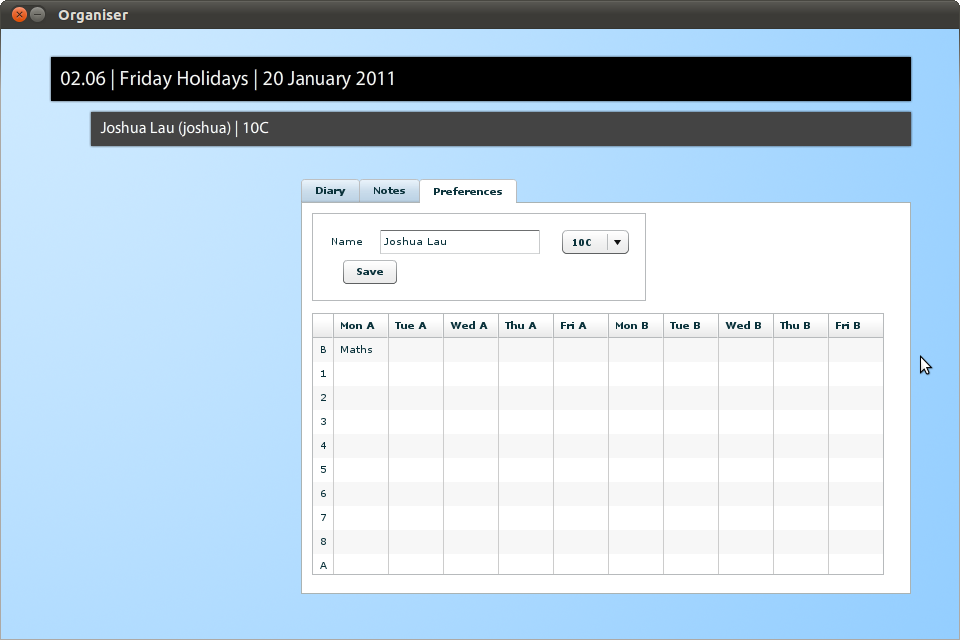 Organiser
02.06 | Friday Holidays | 20 January 2011
Joshua Lau (joshua) | 10C
Diary Notes Preferences
Name Joshua Lau 10C
Save
Mon A Tue A Wed A Thu A Fri A Mon B Tue B Wed B Thu B Fri B
B Maths
1
2
3
4
5
6
7
8
A